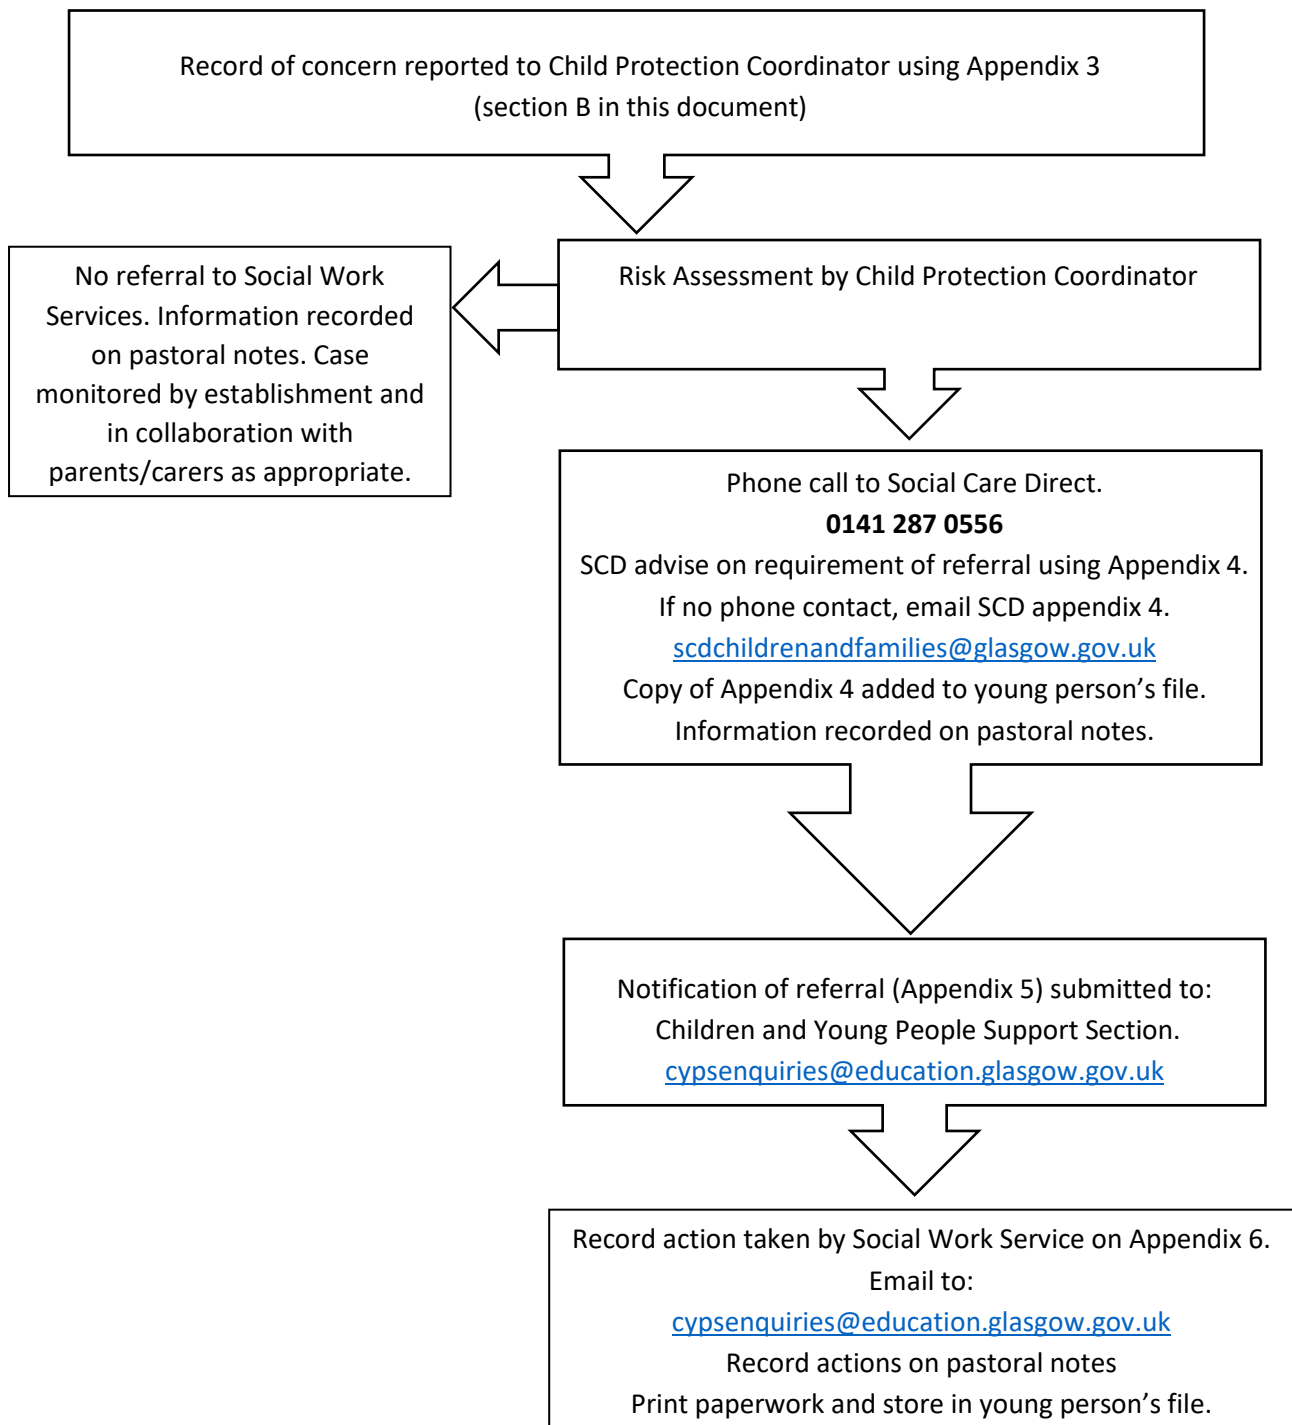 Record of concern reported to Child Protection Coordinator using Appendix 3
(section B in this document)
No referral to Social Work
Services. Information recorded
on pastoral notes. Case
monitored by establishment and
in collaboration with
parents/carers as appropriate.
Risk Assessment by Child Protection Coordinator
Phone call to Social Care Direct.
0141 287 0556
SCD advise on requirement of referral using Appendix 4.
If no phone contact, email SCD appendix 4.
scdchildrenandfamilies@glasgow.gov.uk
Copy of Appendix 4 added to young person’s file.
Information recorded on pastoral notes.
Notification of referral (Appendix 5) submitted to:
Children and Young People Support Section.
cypsenquiries@education.glasgow.gov.uk
Record action taken by Social Work Service on Appendix 6.
Email to:
cypsenquiries@education.glasgow.gov.uk
Record actions on pastoral notes
Print paperwork and store in young person’s file.